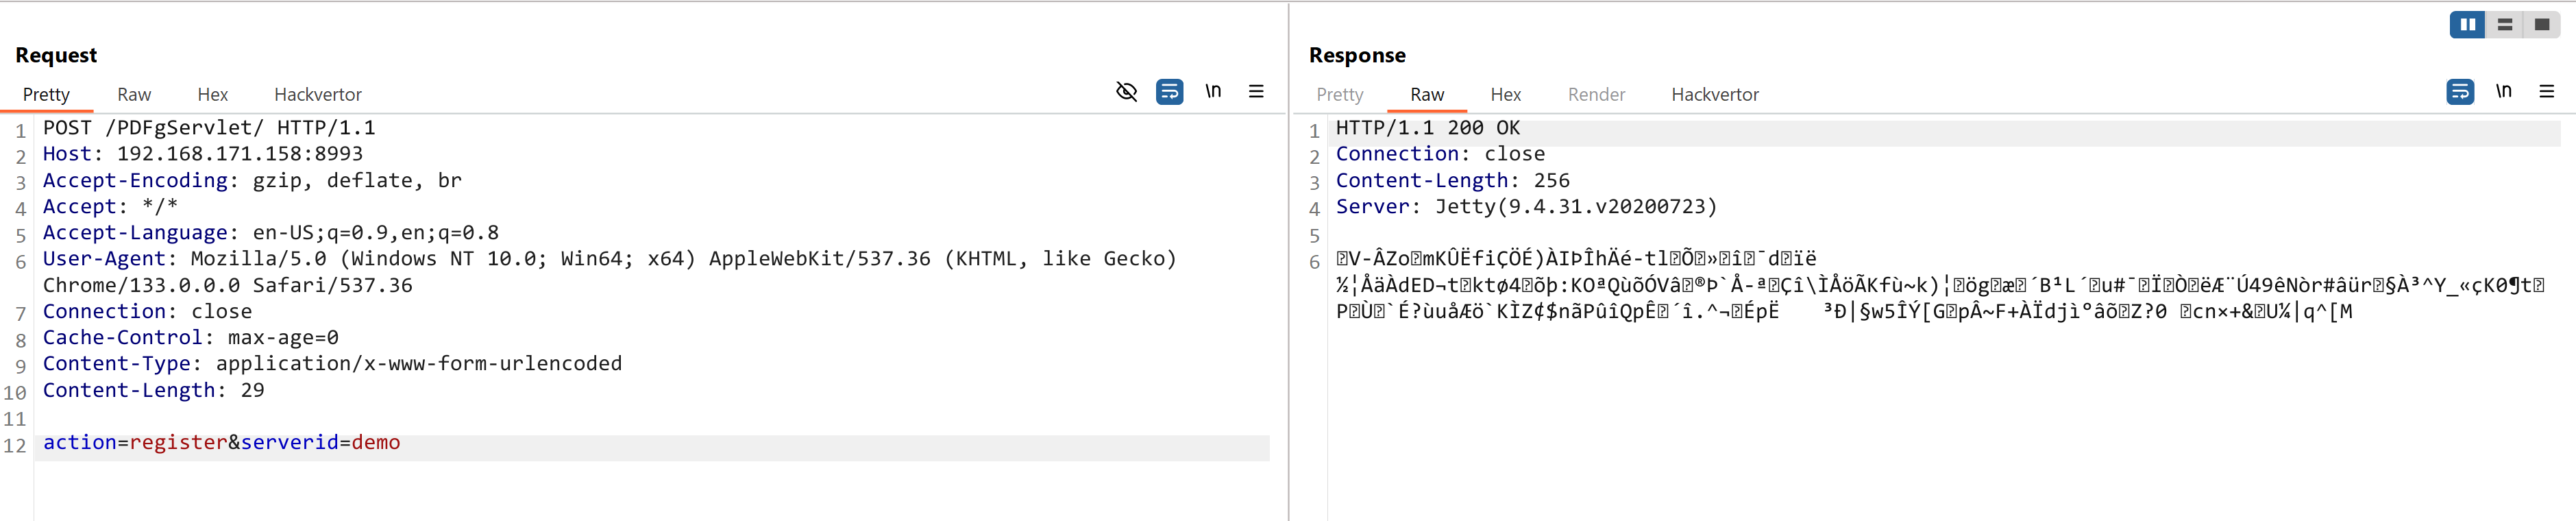 Request
Pretty Raw Hex Hackvertor \n
1 POST /PDFgServlet/ HTTP/1.1
2 Host: 192.168.171.158:8993
3 Accept-Encoding: gzip, deflate, br
4 Accept: */*
5 Accept-Language: en-US;q=0.9,en;q=0.8
6 User-Agent: Mozilla/5.0 (Windows NT 10.0; Win64; x64) AppleWebKit/537.36 (KHTML, like Gecko)
Chrome/133.0.0.0 Safari/537.36
7 Connection: close
8 Cache-Control: max-age=0
9 Content-Type: application/x-www-form-urlencoded
10 Content-Length: 29
11
12 action=register&serverid=demo
Response
Pretty Raw Hex Render Hackvertor \n
1 HTTP/1.1 200 OK
2 Connection: close
3 Content-Length: 256
4 Server: Jetty(9.4.31.v20200723)
5
6